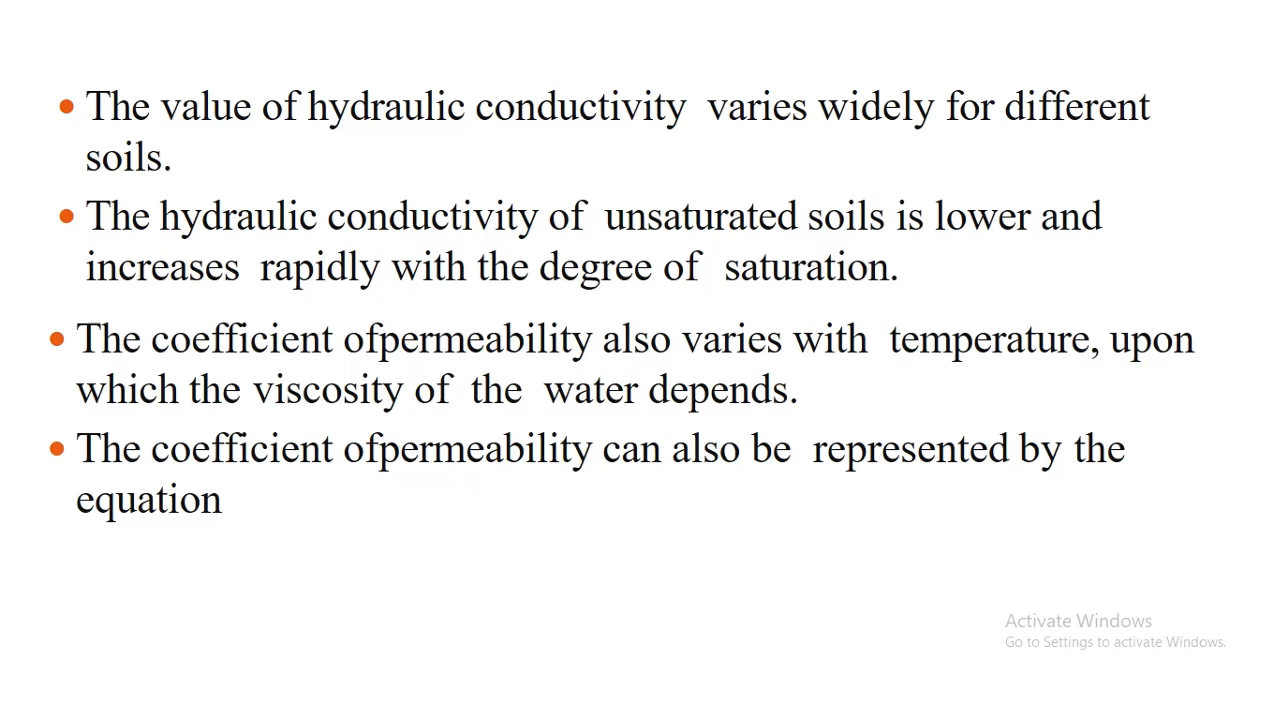 • The value of hydraulic conductivity varies widely for different
soils.
• The hydraulic conductivity of unsaturated soils is lower and
increases rapidly with the degree of saturation.
• The coefficient ofpermeability also varies with temperature, upon
which the viscosity of the water depends.
• The coefficient ofpermeability can also be represented by the
equation
Activate Windows
Go to Settings to activate Windows.